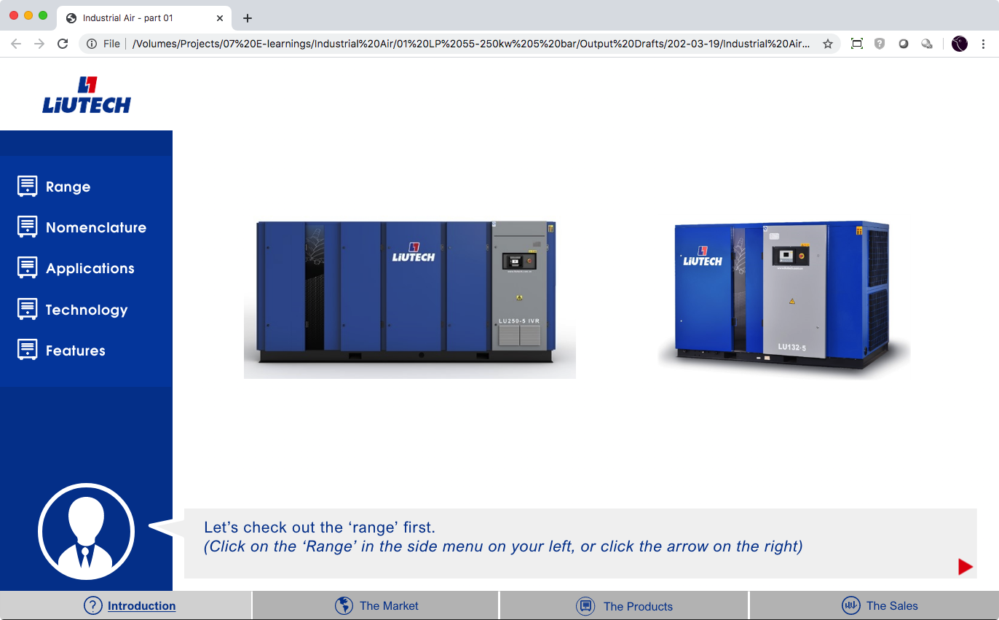 Industrial Air - part 01
File
/Volumes/Projects/07%20E-learnings/Industrial%20Air/01%20LP%2055-250kw%205%20bar/Output%20Drafts/202-03-19/Industrial%20Air...
LiUTECH
Range
Nomenclature
Applications
Technology
Features
LiUTECH
LU250-5 IVR
LiUTECH
LU132-5
Let’s check out the ‘range’ first.
(Click on the ‘Range’ in the side menu on your left, or click the arrow on the right)
? Introduction
The Market
The Products
The Sales